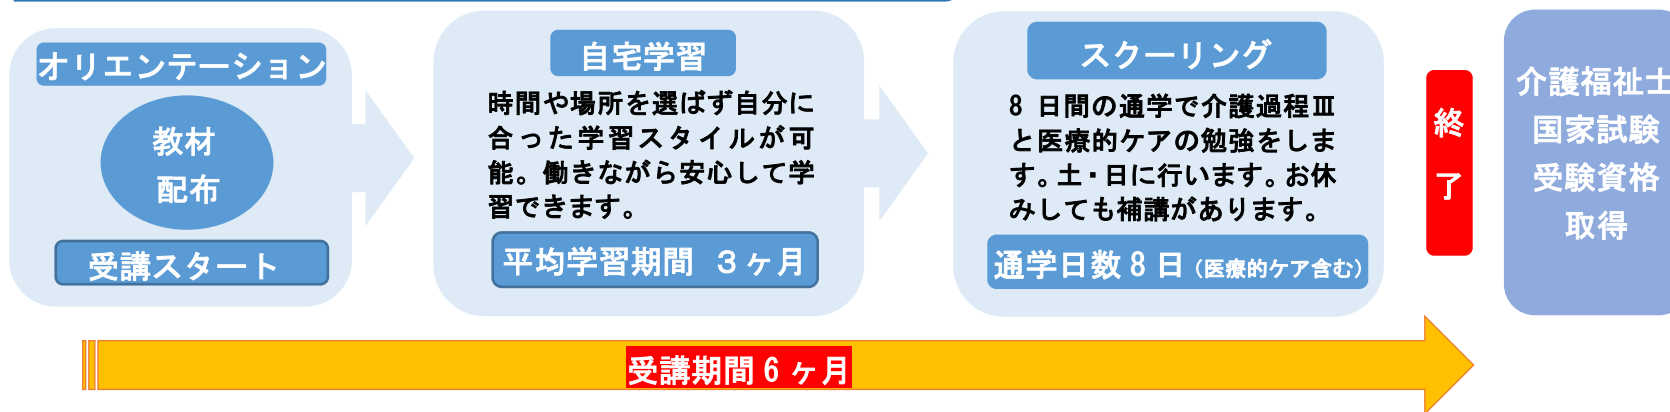 オリエンテーション
教材
配布
受講スタート
自宅学習
時間や場所を選ばず自分に
合った学習スタイルが可
能。働きながら安心して学
習できます。
平均学習期間 3ヶ月
スクーリング
8 日間の通学で介護過程Ⅲ
と医療的ケアの勉強をしま
す。土・日に行います。お休
みしても補講があります。
通学日数 8 日（医療的ケア含む）
終
了
介護福祉士
国家試験
受験資格
取得
受講期間 6 ヶ月